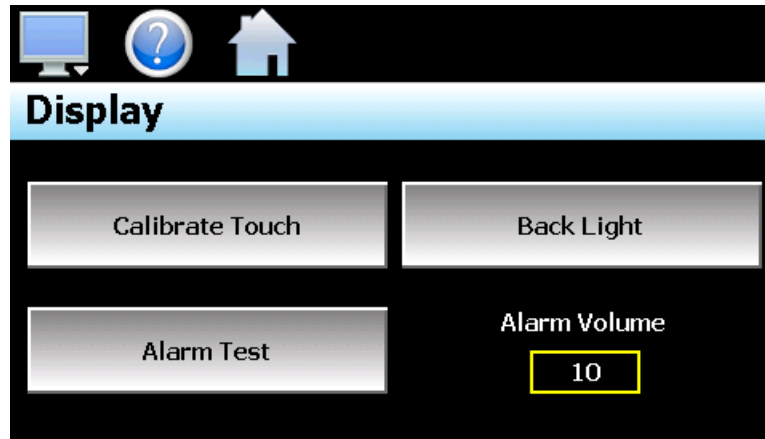 ?
Display
Calibrate Touch
Back Light
Alarm Test
Alarm Volume
10